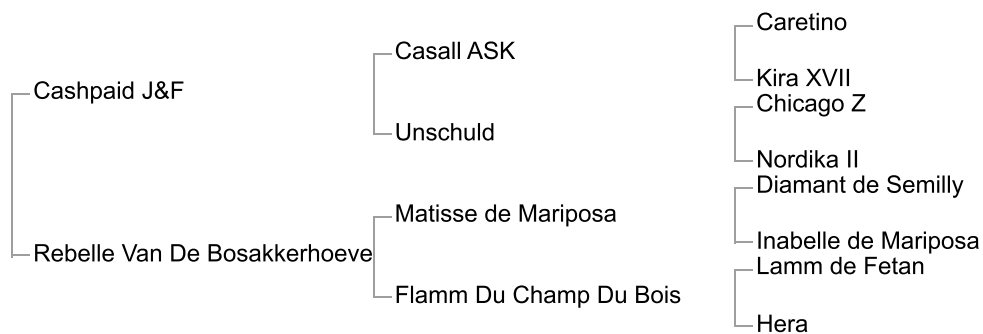 Caretino
Casall ASK
Kira XVII
Cashpaid J&F
Chicago Z
Unschuld
Nordika II
Diamant de Semilly
Matisse de Mariposa
Inabelle de Mariposa
Rebelle Van De Bosakkerhoeve
Lamm de Fetan
Flamm Du Champ Du Bois
Hera